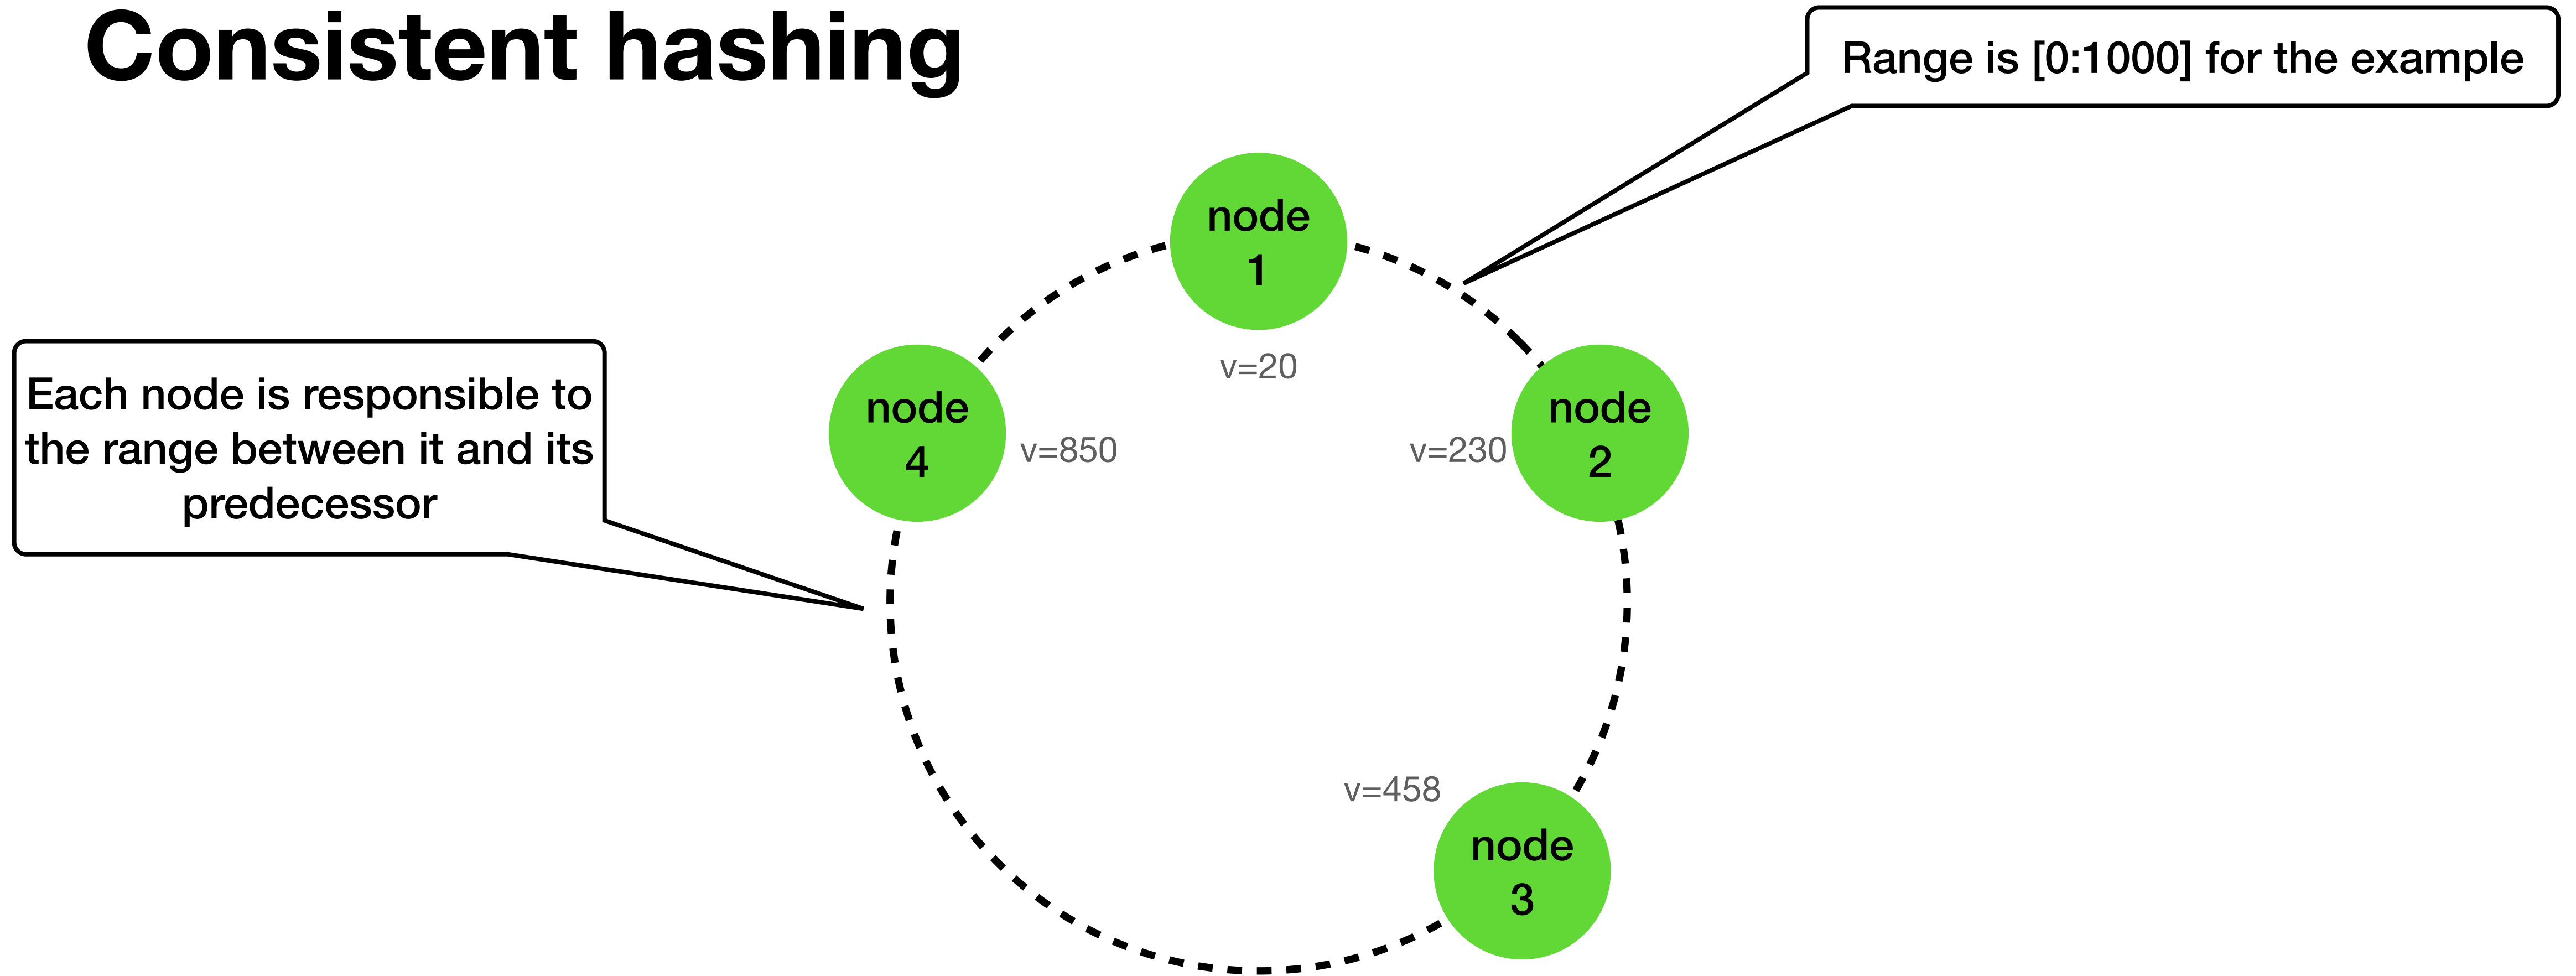 Consistent hashing
Range is [0:1000] for the example
node
1
v=20
Each node is responsible to
the range between it and its
predecessor
node
4
v=850
v=230
node
2
v=458
node
3